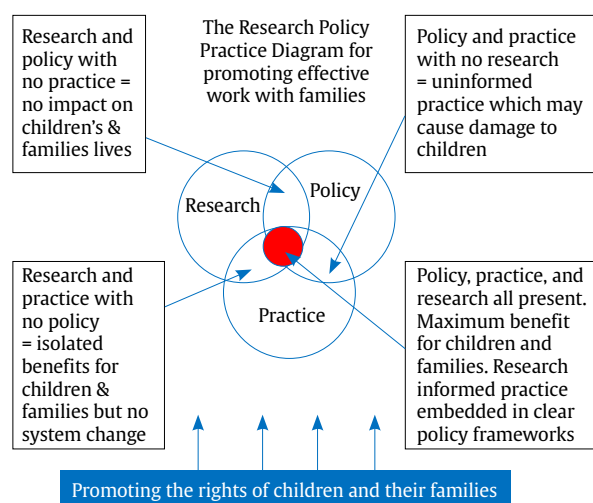 Research and
policy with
no practice =
no impact on
children's &
families lives
The Research Policy
Practice Diagram for
promoting effective
work with families
Policy and practice
with no research
= uninformed
practice which may
cause damage to
children
Research
Policy
Practice
Research and
practice with
no policy
= isolated
benefits for
children &
families but no
system change
Policy, practice, and
research all present.
Maximum benefit
for children and
families. Research
informed practice
embedded in clear
policy frameworks
Promoting the rights of children and their families